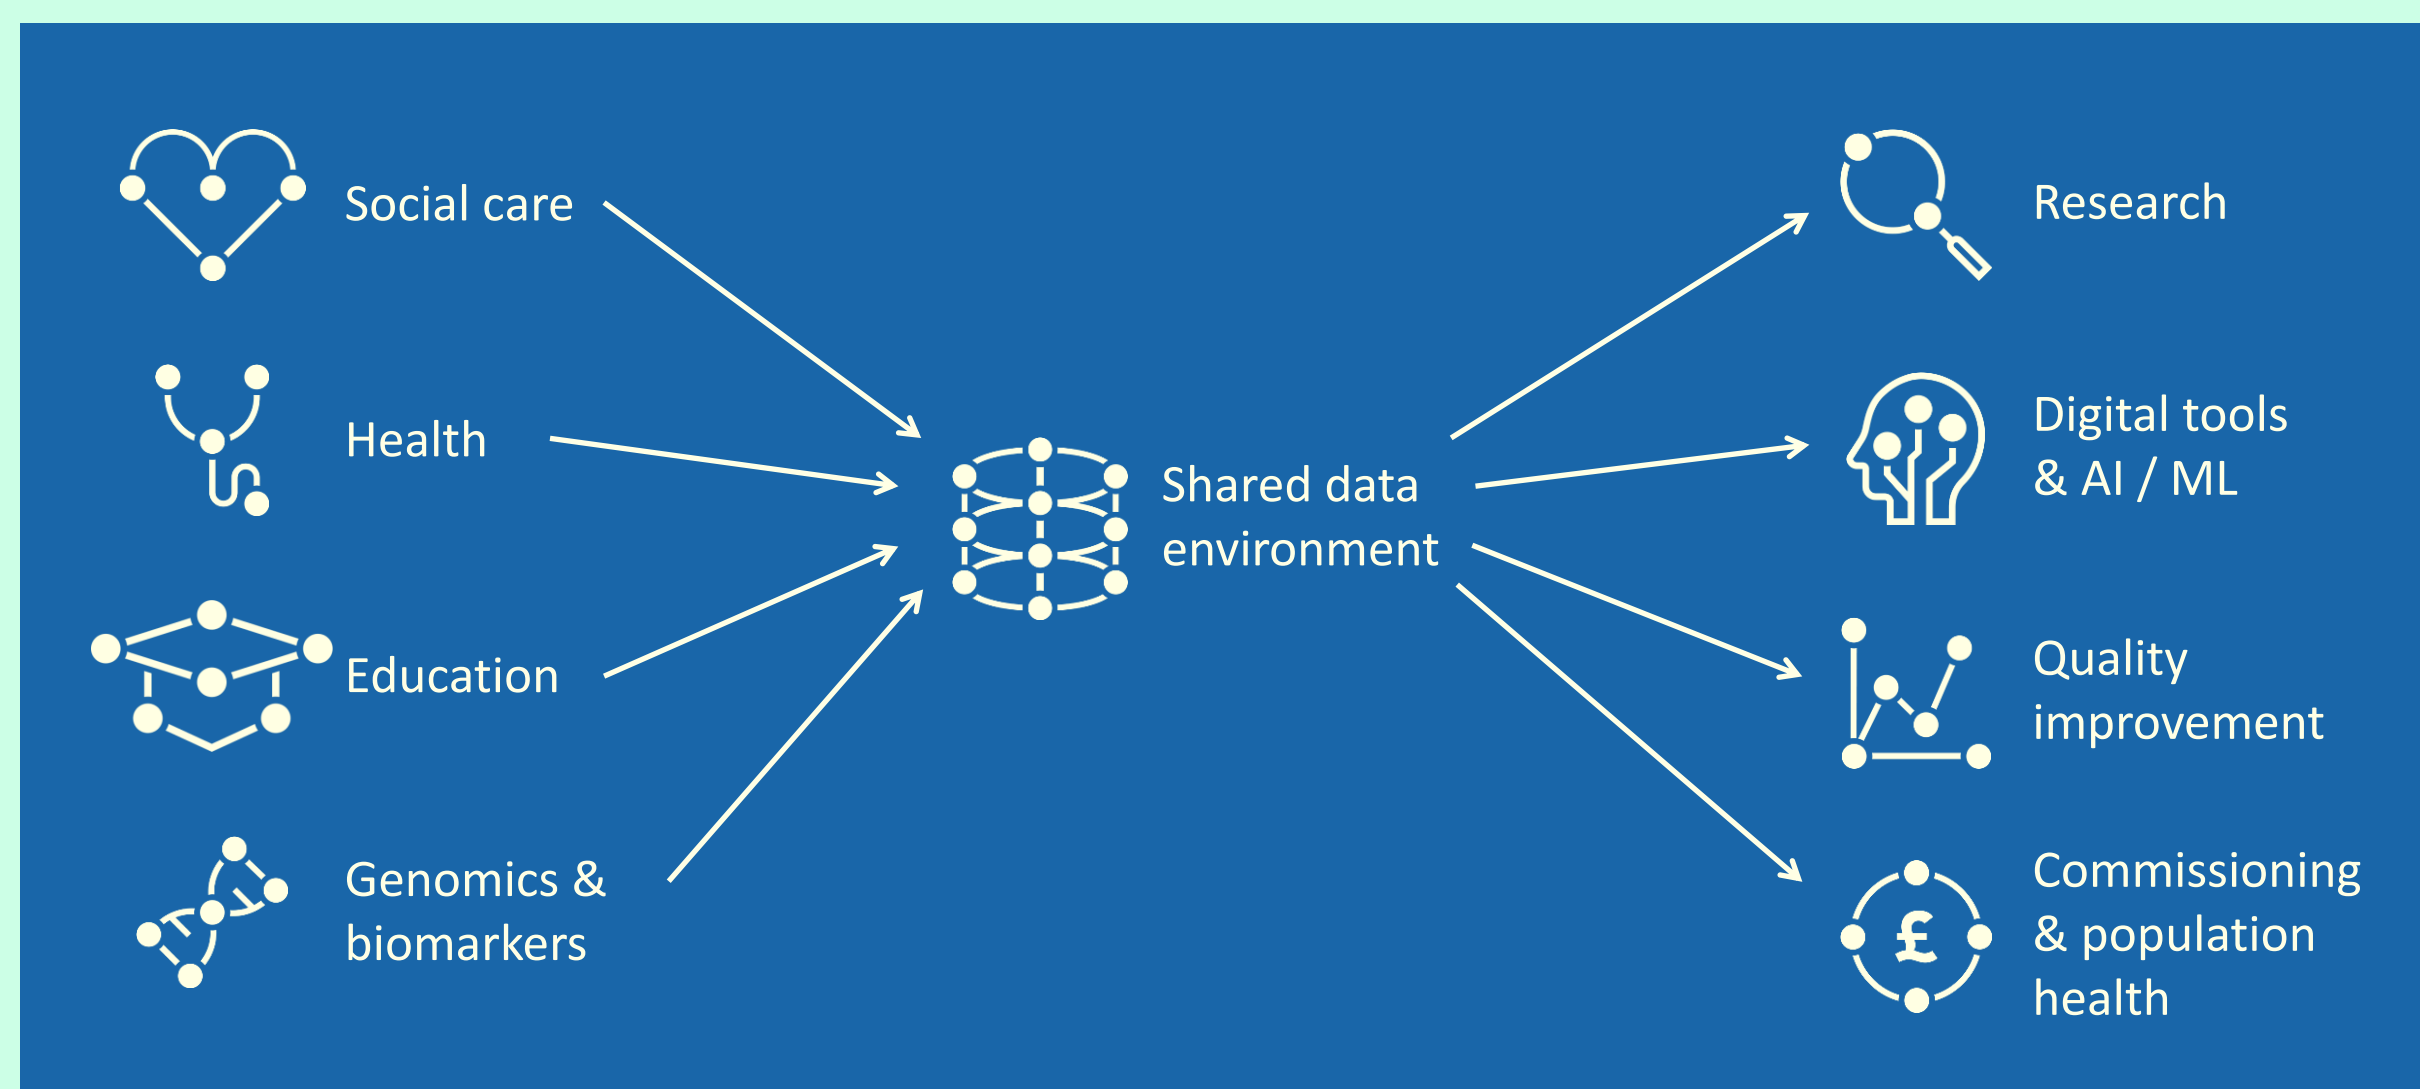 Social care
Health
Education
Genomics &
biomarkers
Shared data
environment
Research
Digital tools
& AI / ML
Quality
improvement
£
Commissioning
& population
health